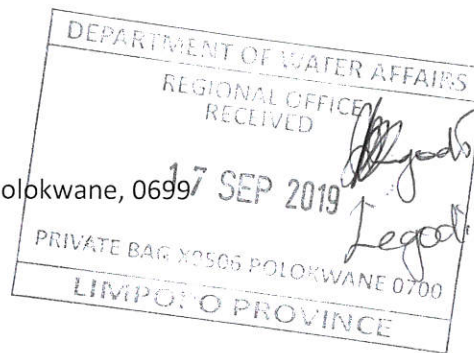 DEPARTMENT OF WATER AFFAIRS
REGIONAL OFFICE
RECEIVED
olokwane, 0699
17 SEP 2019
Legodi
PRIVATE BAG X9506 POLOKWANE 0700
LIMPOPO PROVINCE